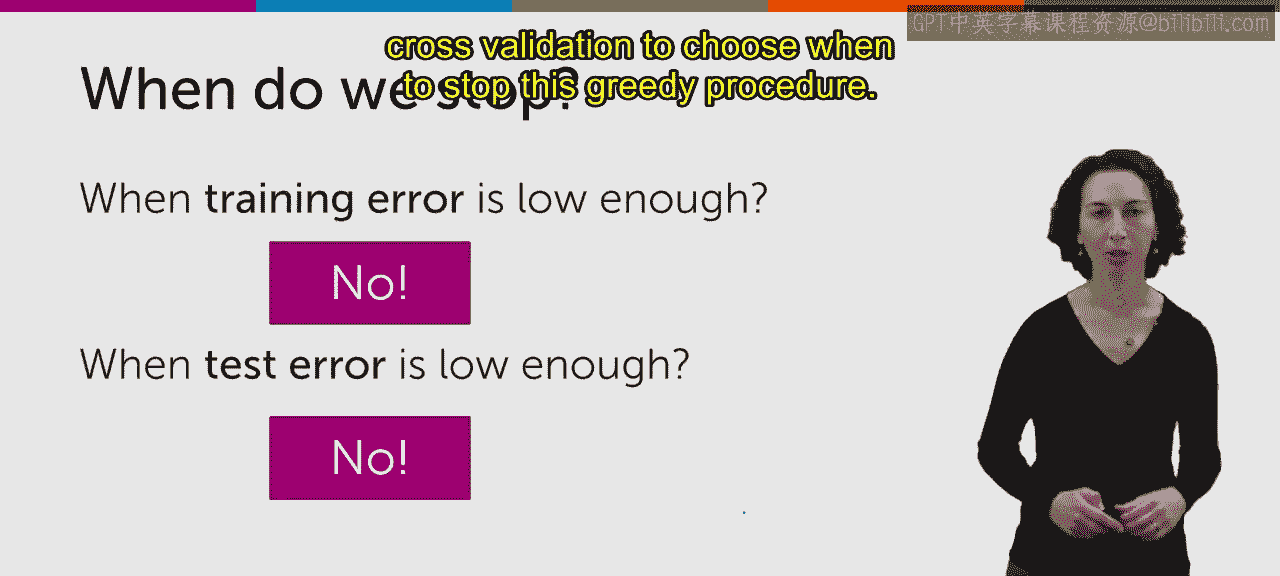 GPT中英字幕课程资源@bilibili.com
cross validation to choose when
to stop this greedy procedure.
When do we stop?
When training error is low enough?
No!
When test error is low enough?
No!